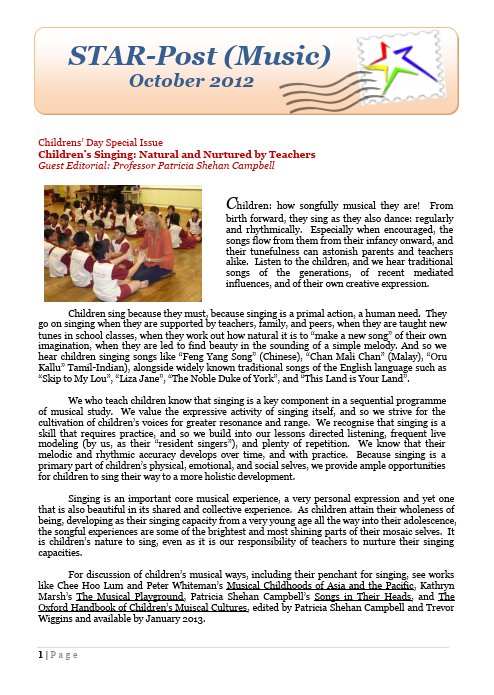 STAR-Post (Music)
October 2012
Childrens' Day Special Issue
Children's Singing: Natural and Nurtured by Teachers
Guest Editorial: Professor Patricia Shehan Campbell
Children: how songfully musical they are! From
birth forward, they sing as they also dance: regularly
and rhythmically. Especially when encouraged, the
songs flow from them from their infancy onward, and
their tunefulness can astonish parents and teachers
alike. Listen to the children, and we hear traditional
songs of the generations, of recent mediated
influences, and of their own creative expression.
Children sing because they must, because singing is a primal action, a human need. They
go on singing when they are supported by teachers, family, and peers, when they are taught new
tunes in school classes, when they work out how natural it is to "make a new song" of their own
imagination, when they are led to find beauty in the sounding of a simple melody. And so we
hear children singing songs like "Feng Yang Song" (Chinese), "Chan Mali Chan" (Malay), "Oru
Kallu" Tamil-Indian), alongside widely known traditional songs of the English language such as
"Skip to My Lou", "Liza Jane", "The Noble Duke of York", and "This Land is Your Land".
We who teach children know that singing is a key component in a sequential programme
of musical study. We value the expressive activity of singing itself, and so we strive for the
cultivation of children's voices for greater resonance and range. We recognise that singing is a
skill that requires practice, and so we build into our lessons directed listening, frequent live
modeling (by us, as their "resident singers"), and plenty of repetition. We know that their
melodic and rhythmic accuracy develops over time, and with practice. Because singing is a
primary part of children's physical, emotional, and social selves, we provide ample opportunities
for children to sing their way to a more holistic development.
Singing is an important core musical experience, a very personal expression and yet one
that is also beautiful in its shared and collective experience. As children attain their wholeness of
being, developing as their singing capacity from a very young age all the way into their adolescence,
the songful experiences are some of the brightest and most shining parts of their mosaic selves. It
is children's nature to sing, even as it is our responsibility of teachers to nurture their singing
capacities.
For discussion of children's musical ways, including their penchant for singing, see works
like Chee Hoo Lum and Peter Whiteman's Musical Childhoods of Asia and the Pacific, Kathryn
Marsh's The Musical Playground, Patricia Shehan Campbell's Songs in Their Heads, and The
Oxford Handbook of Children's Muiscal Cultures, edited by Patricia Shehan Campbell and Trevor
Wiggins and available by January 2013.
1 | Page